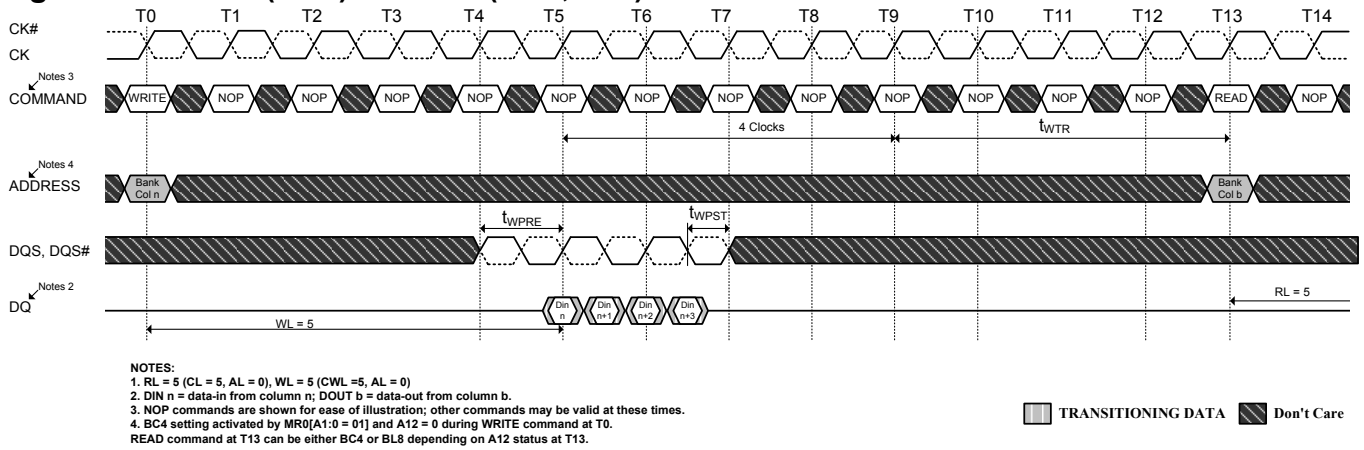 T0 T1 T2 T3 T4 T5 T6 T7 T8 T9 T10 T11 T12 T13 T14
CK#
CK
Notes 3
COMMAND
WRITE NOP NOP NOP NOP NOP NOP NOP NOP NOP NOP NOP NOP READ NOP
4 Clocks tWTR
Notes 4
ADDRESS
Bank
Col n
Bank
Col b
tWPRE tWPST
DQS, DQS#
Notes 2
DQ
Din
n
Din
n+1
Din
n+2
Din
n+3
RL = 5
WL = 5
NOTES:
1. RL = 5 (CL = 5, AL = 0), WL = 5 (CWL =5, AL = 0)
2. DIN n = data-in from column n; DOUT b = data-out from column b.
3. NOP commands are shown for ease of illustration; other commands may be valid at these times.
4. BC4 setting activated by MR0[A1:0 = 01] and A12 = 0 during WRITE command at T0.
READ command at T13 can be either BC4 or BL8 depending on A12 status at T13.
TRANSITIONING DATA Don't Care